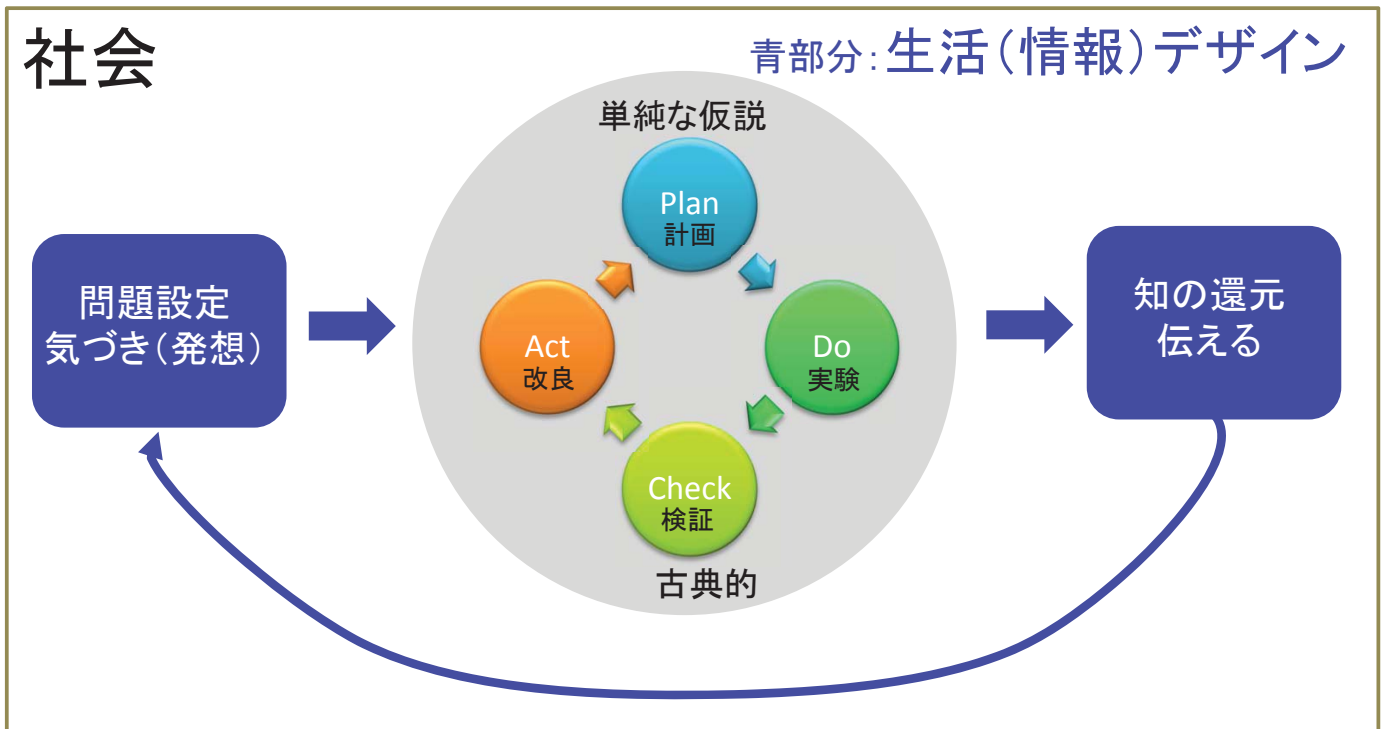 社会
青部分:生活(情報)デザイン
単純な仮説
Plan
計画
問題設定
気づき(発想)
Act
改良
Do
実験
知の還元
伝える
Check
検証
古典的